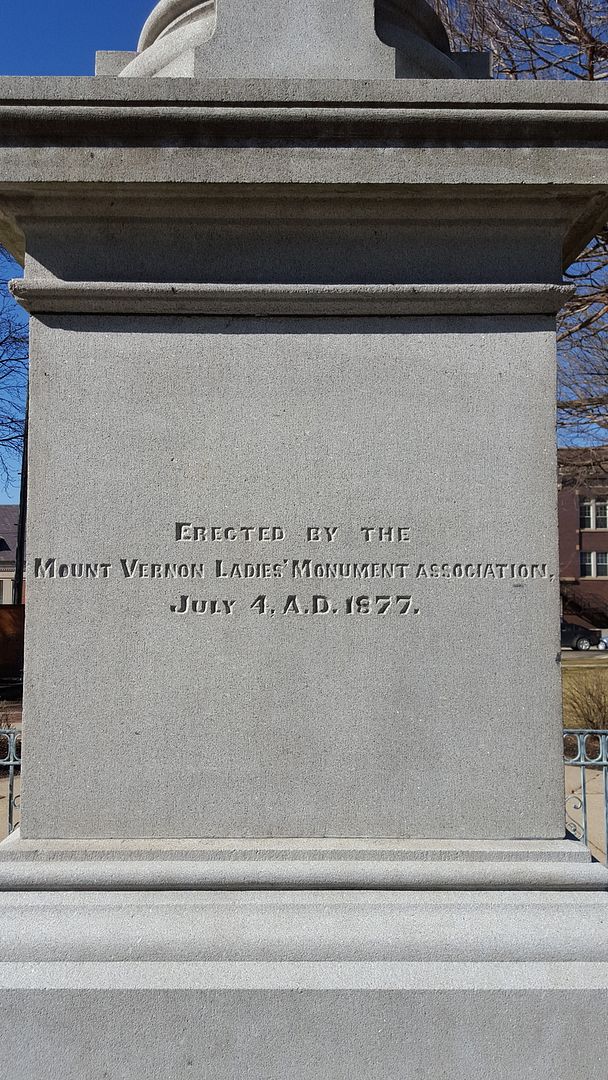 Erected by the
Mount Vernon Ladies' Monument association,
July 4, A.D. 1877.